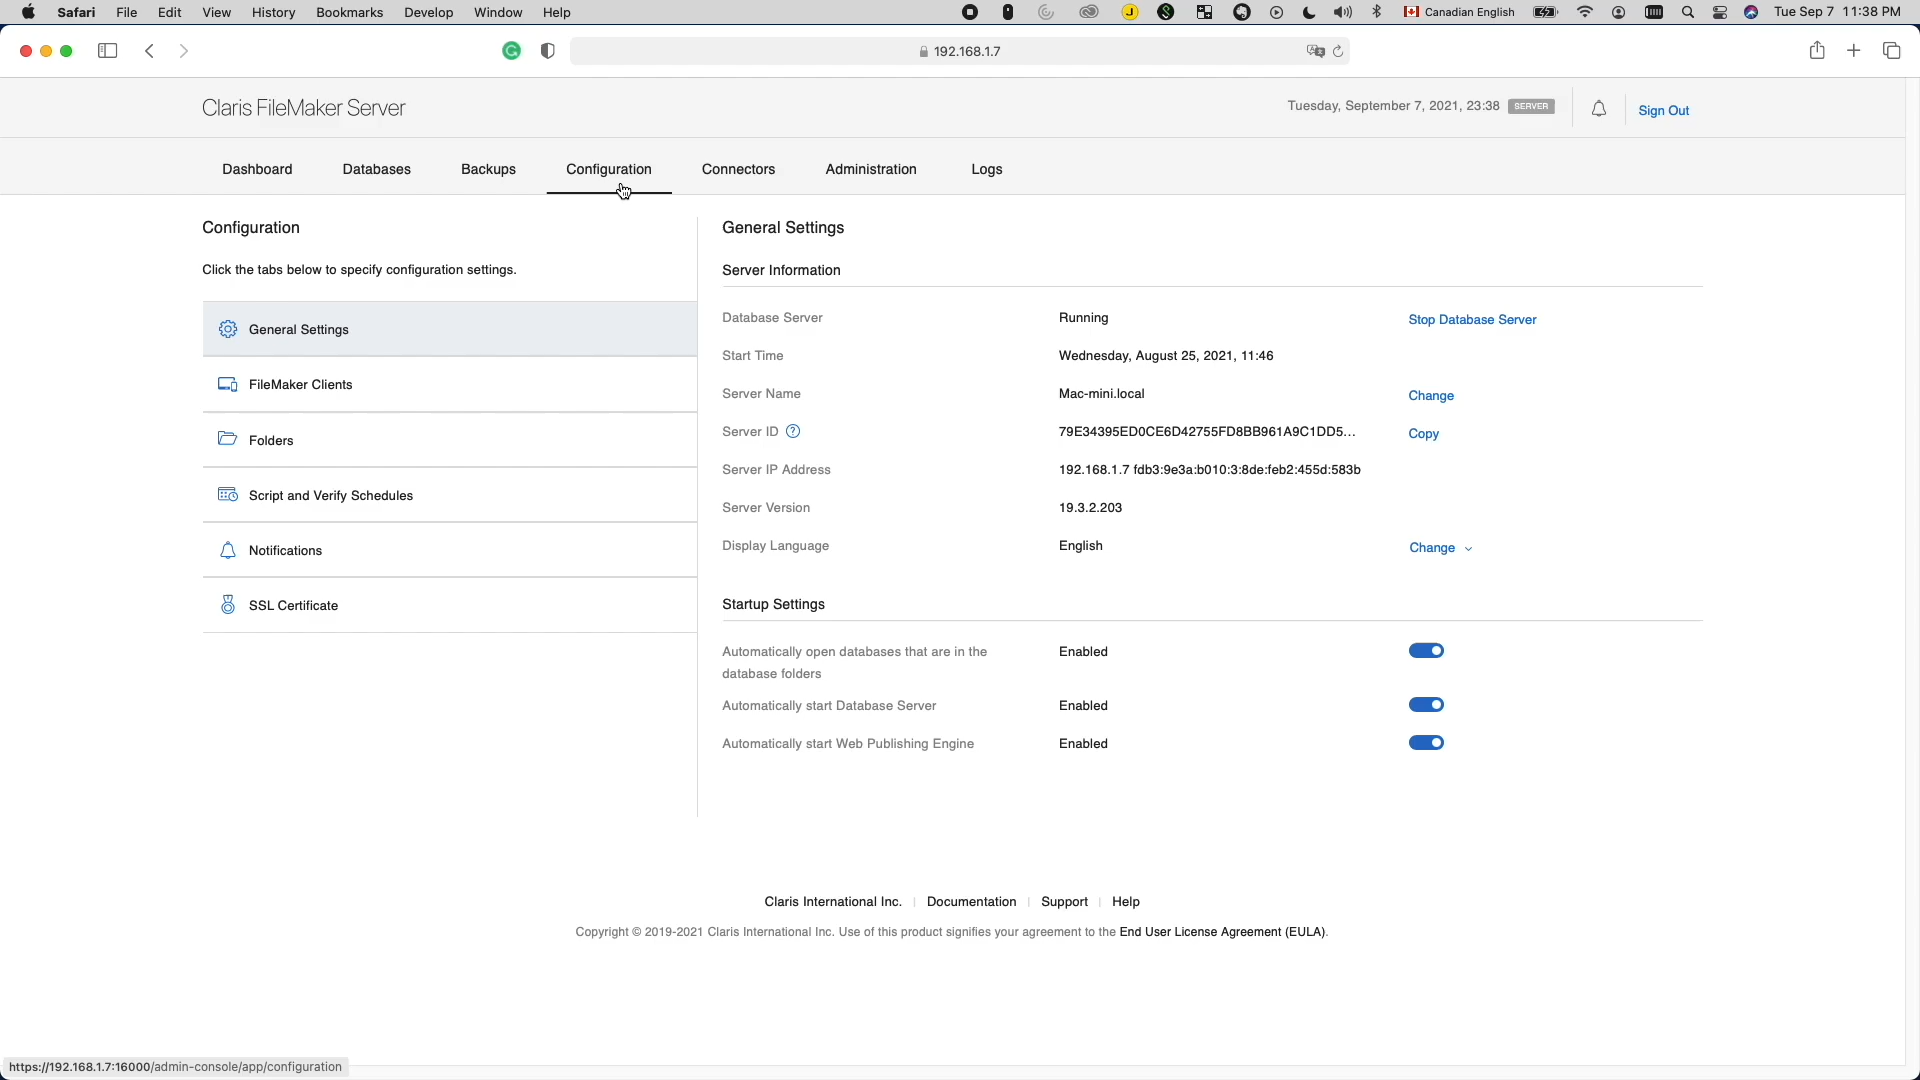 Safari File Edit View History Bookmarks Develop Window Help
Canadian English Tue Sep 7 11:38 PM
192.168.1.7
Claris FileMaker Server
Tuesday, September 7, 2021, 23:38 SERVER
Sign Out
Dashboard Databases Backups Configuration Connectors Administration Logs
Configuration
Click the tabs below to specify configuration settings.
General Settings
FileMaker Clients
Folders
Script and Verify Schedules
Notifications
SSL Certificate
General Settings
Server Information
Database Server Running Stop Database Server
Start Time Wednesday, August 25, 2021, 11:46
Server Name Mac-mini.local Change
Server ID ? 79E34395ED0CE6D42755FD8BB961A9C1DD5... Copy
Server IP Address 192.168.1.7 fdb3:9e3a:b010:3:8de:feb2:455d:583b
Server Version 19.3.2.203
Display Language English Change
Startup Settings
Automatically open databases that are in the Enabled
database folders
Automatically start Database Server Enabled
Automatically start Web Publishing Engine Enabled
Claris International Inc. | Documentation | Support | Help
Copyright © 2019-2021 Claris International Inc. Use of this product signifies your agreement to the End User License Agreement (EULA).
https://192.168.1.7:16000/admin-console/app/configuration